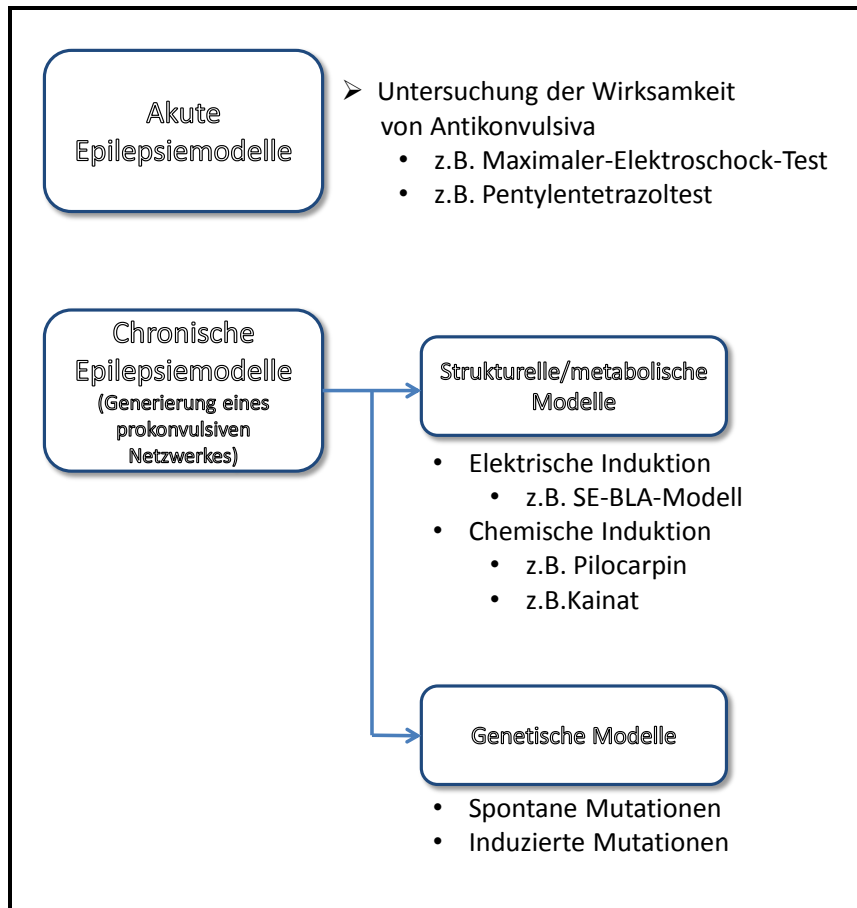 Akute
Epilepsiemodelle
➢ Untersuchung der Wirksamkeit
von Antikonvulsiva
• z.B. Maximaler-Elektroschock-Test
• z.B. Pentylentetrazoltest
Chronische
Epilepsiemodelle
(Generierung eines
prokonvulsiven
Netzwerkes)
Strukturelle/metabolische
Modelle
• Elektrische Induktion
• z.B. SE-BLA-Modell
• Chemische Induktion
• z.B. Pilocarpin
• z.B.Kainat
Genetische Modelle
• Spontane Mutationen
• Induzierte Mutationen